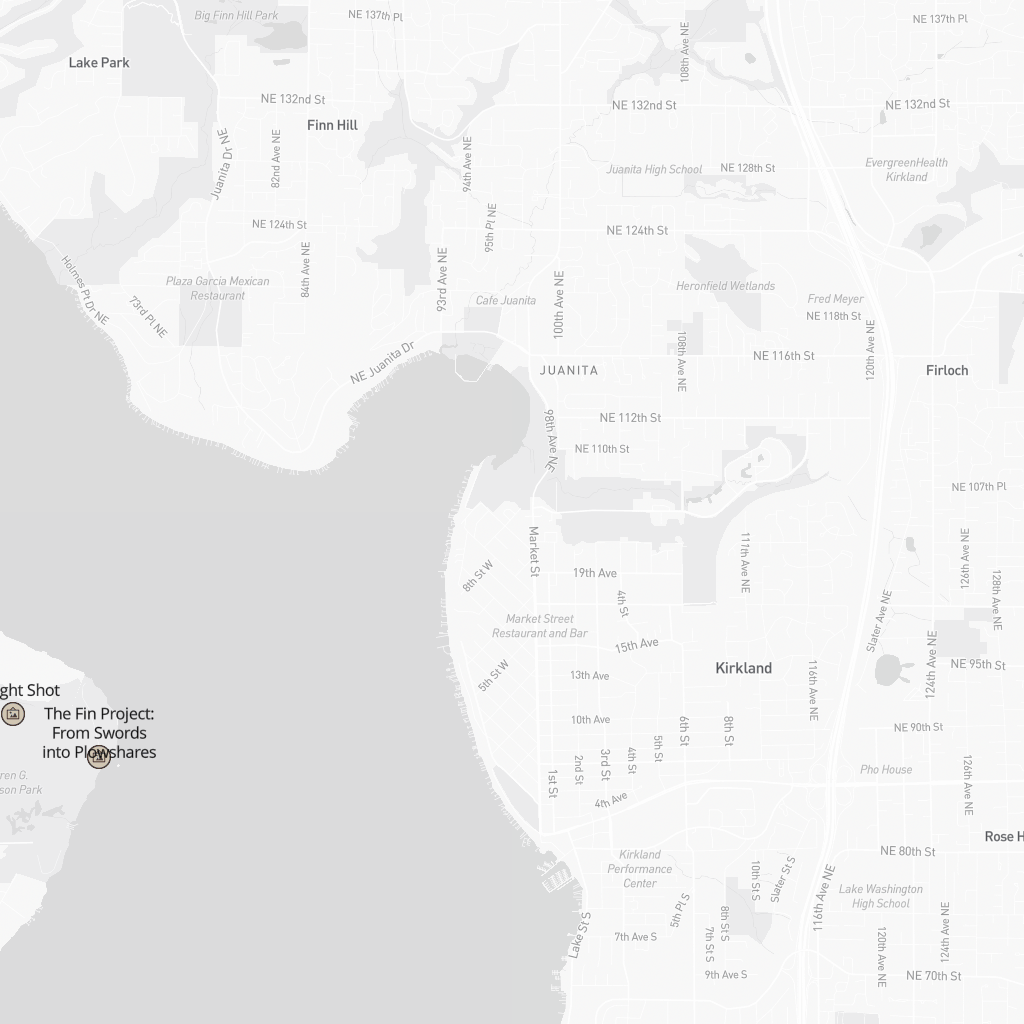 Big Finn Hill Park
NE 137th Pl
NE 137th Pl
108th Ave NE
Lake Park
NE 132nd St
NE 132nd St
NE 132nd St
Finn Hill
Juanita Dr NE
82nd Ave NE
94th Ave NE
Juanita High School
NE 128th St
EvergreenHealth
Kirkland
NE 124th St
95th Pl NE
NE 124th St
84th Ave NE
93rd Ave NE
100th Ave NE
Holmes Pt Dr NE
73rd Pl NE
Plaza Garcia Mexican
Restaurant
Cafe Juanita
Heronfield Wetlands
Fred Meyer
NE 118th St
NE Juanita Dr
108th Ave NE
NE 116th St
120th Ave NE
JUANITA
Firloch
98th Ave NE
NE 112th St
NE 110th St
NE 107th Pl
Market St
111th Ave NE
126th Ave NE
128th Ave NE
8th St W
19th Ave
4th St
Slater Ave NE
Market Street
Restaurant and Bar
15th Ave
124th Ave NE
5th St W
13th Ave
Kirkland
116th Ave NE
NE 95th St
ght Shot
The Fin Project:
From Swords
into Plowshares
ren G.
son Park
10th Ave
6th St
8th St
NE 90th St
1st St
2nd St
3rd St
4th St
5th St
Pho House
126th Ave NE
4th Ave
Rose H
Kirkland
Performance
Center
10th St S
Slater St S
NE 80th St
116th Ave NE
Lake Washington
High School
5th Pl S
8th St S
7th St S
Lake St S
7th Ave S
120th Ave NE
124th Ave NE
9th Ave S
NE 70th St